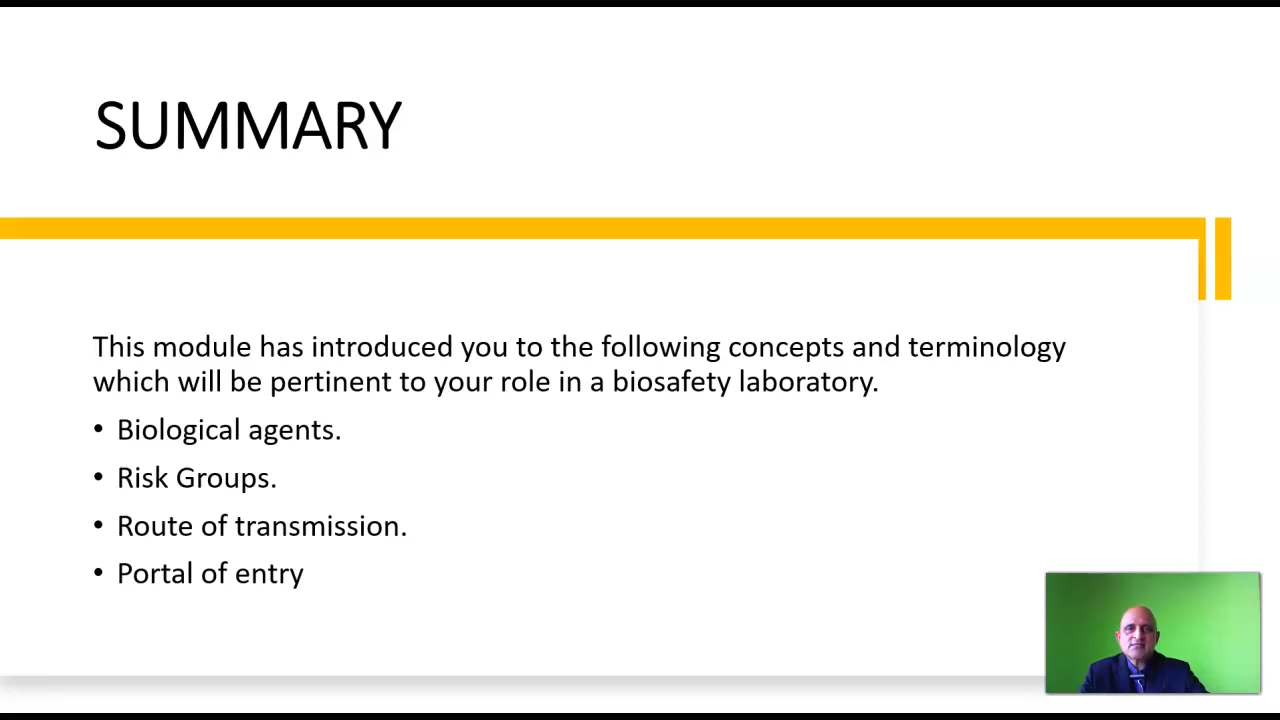 SUMMARY
This module has introduced you to the following concepts and terminology
which will be pertinent to your role in a biosafety laboratory.
• Biological agents.
• Risk Groups.
• Route of transmission.
• Portal of entry